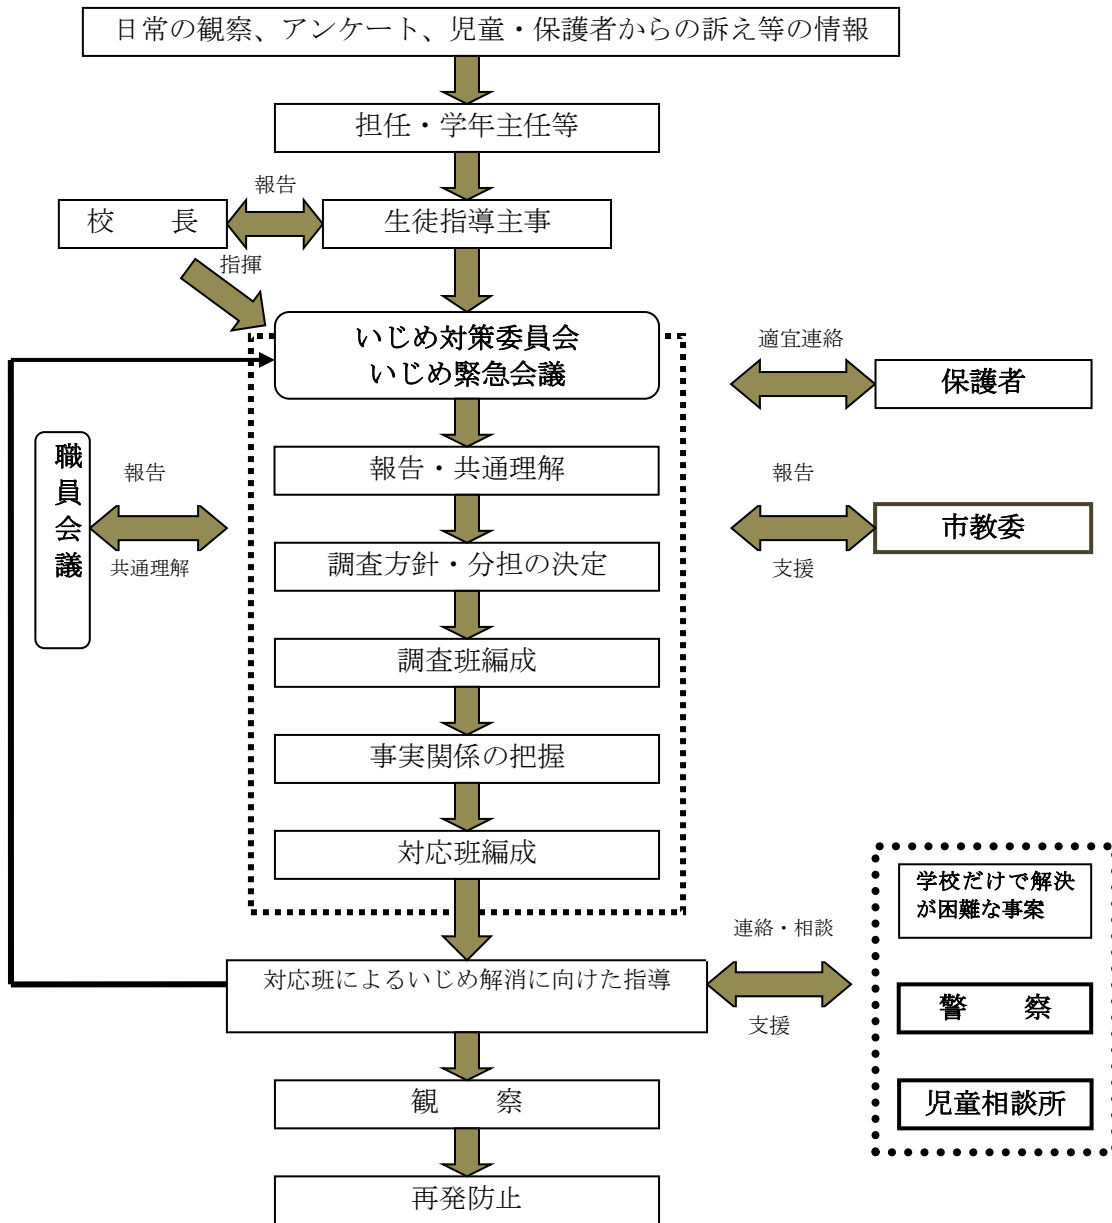 日常の観察、アンケート、児童・保護者からの訴え等の情報
担任・学年主任等
報告
校　　長
生徒指導主事
指揮
いじめ対策委員会
いじめ緊急会議
適宜連絡
保護者
職員会議
報告
共通理解
報告・共通理解
報告
市教委
支援
調査方針・分担の決定
調査班編成
事実関係の把握
対応班編成
学校だけで解決
が困難な事案
連絡・相談
対応班によるいじめ解消に向けた指導
支援
警　　察
児童相談所
観　　察
再発防止